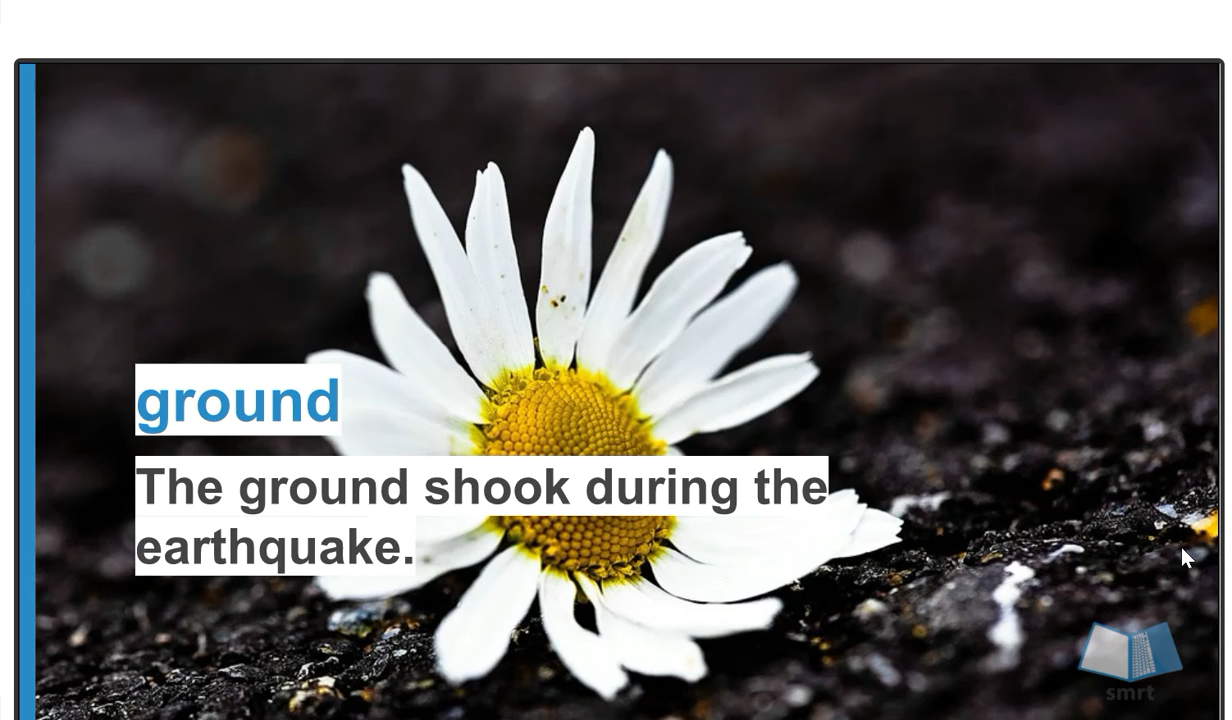 ground
The ground shook during the
earthquake.
smrt